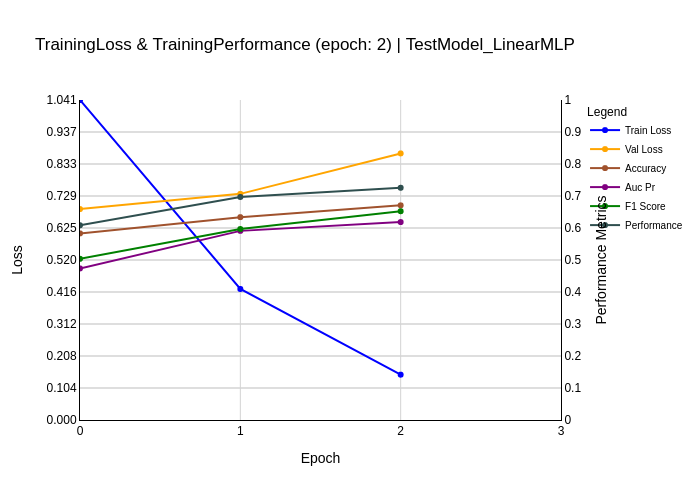 TrainingLoss & TrainingPerformance (epoch: 2) | TestModel_LinearMLP
1.041
0.937
0.833
0.729
0.625
0.520
0.416
0.312
0.208
0.104
0.000
Loss
0
1
2
3
Epoch
1
0.9
0.8
0.7
0.6
0.5
0.4
0.3
0.2
0.1
0
Performance Metrics
Legend
Train Loss
Val Loss
Accuracy
Auc Pr
F1 Score
Performance